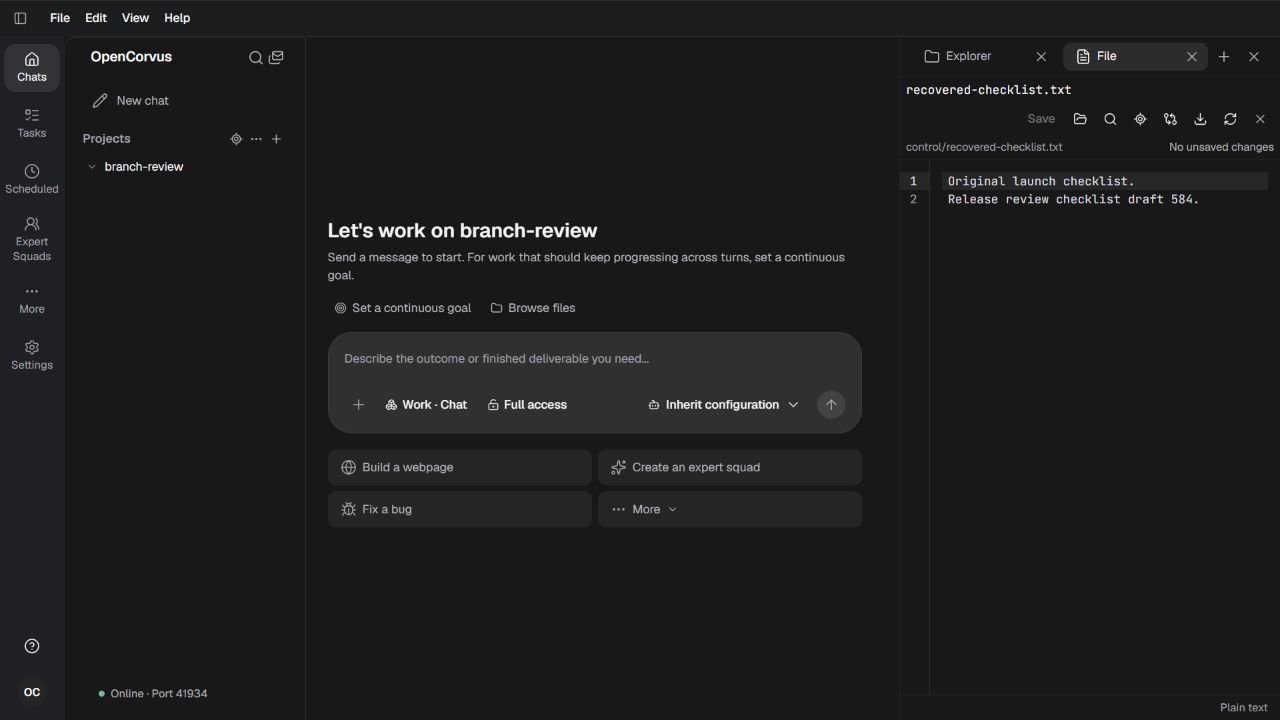 File Edit View Help
Chats
Tasks
Scheduled
Expert
Squads
More
Settings
OC
OpenCorvus
New chat
Projects
branch-review
Online · Port 41934
Let's work on branch-review
Send a message to start. For work that should keep progressing across turns, set a continuous
goal.
Set a continuous goal Browse files
Describe the outcome or finished deliverable you need...
Work · Chat Full access Inherit configuration
Build a webpage Create an expert squad
Fix a bug More
Explorer File
recovered-checklist.txt
Save
control/recovered-checklist.txt No unsaved changes
1 Original launch checklist.
2 Release review checklist draft 584.
Plain text